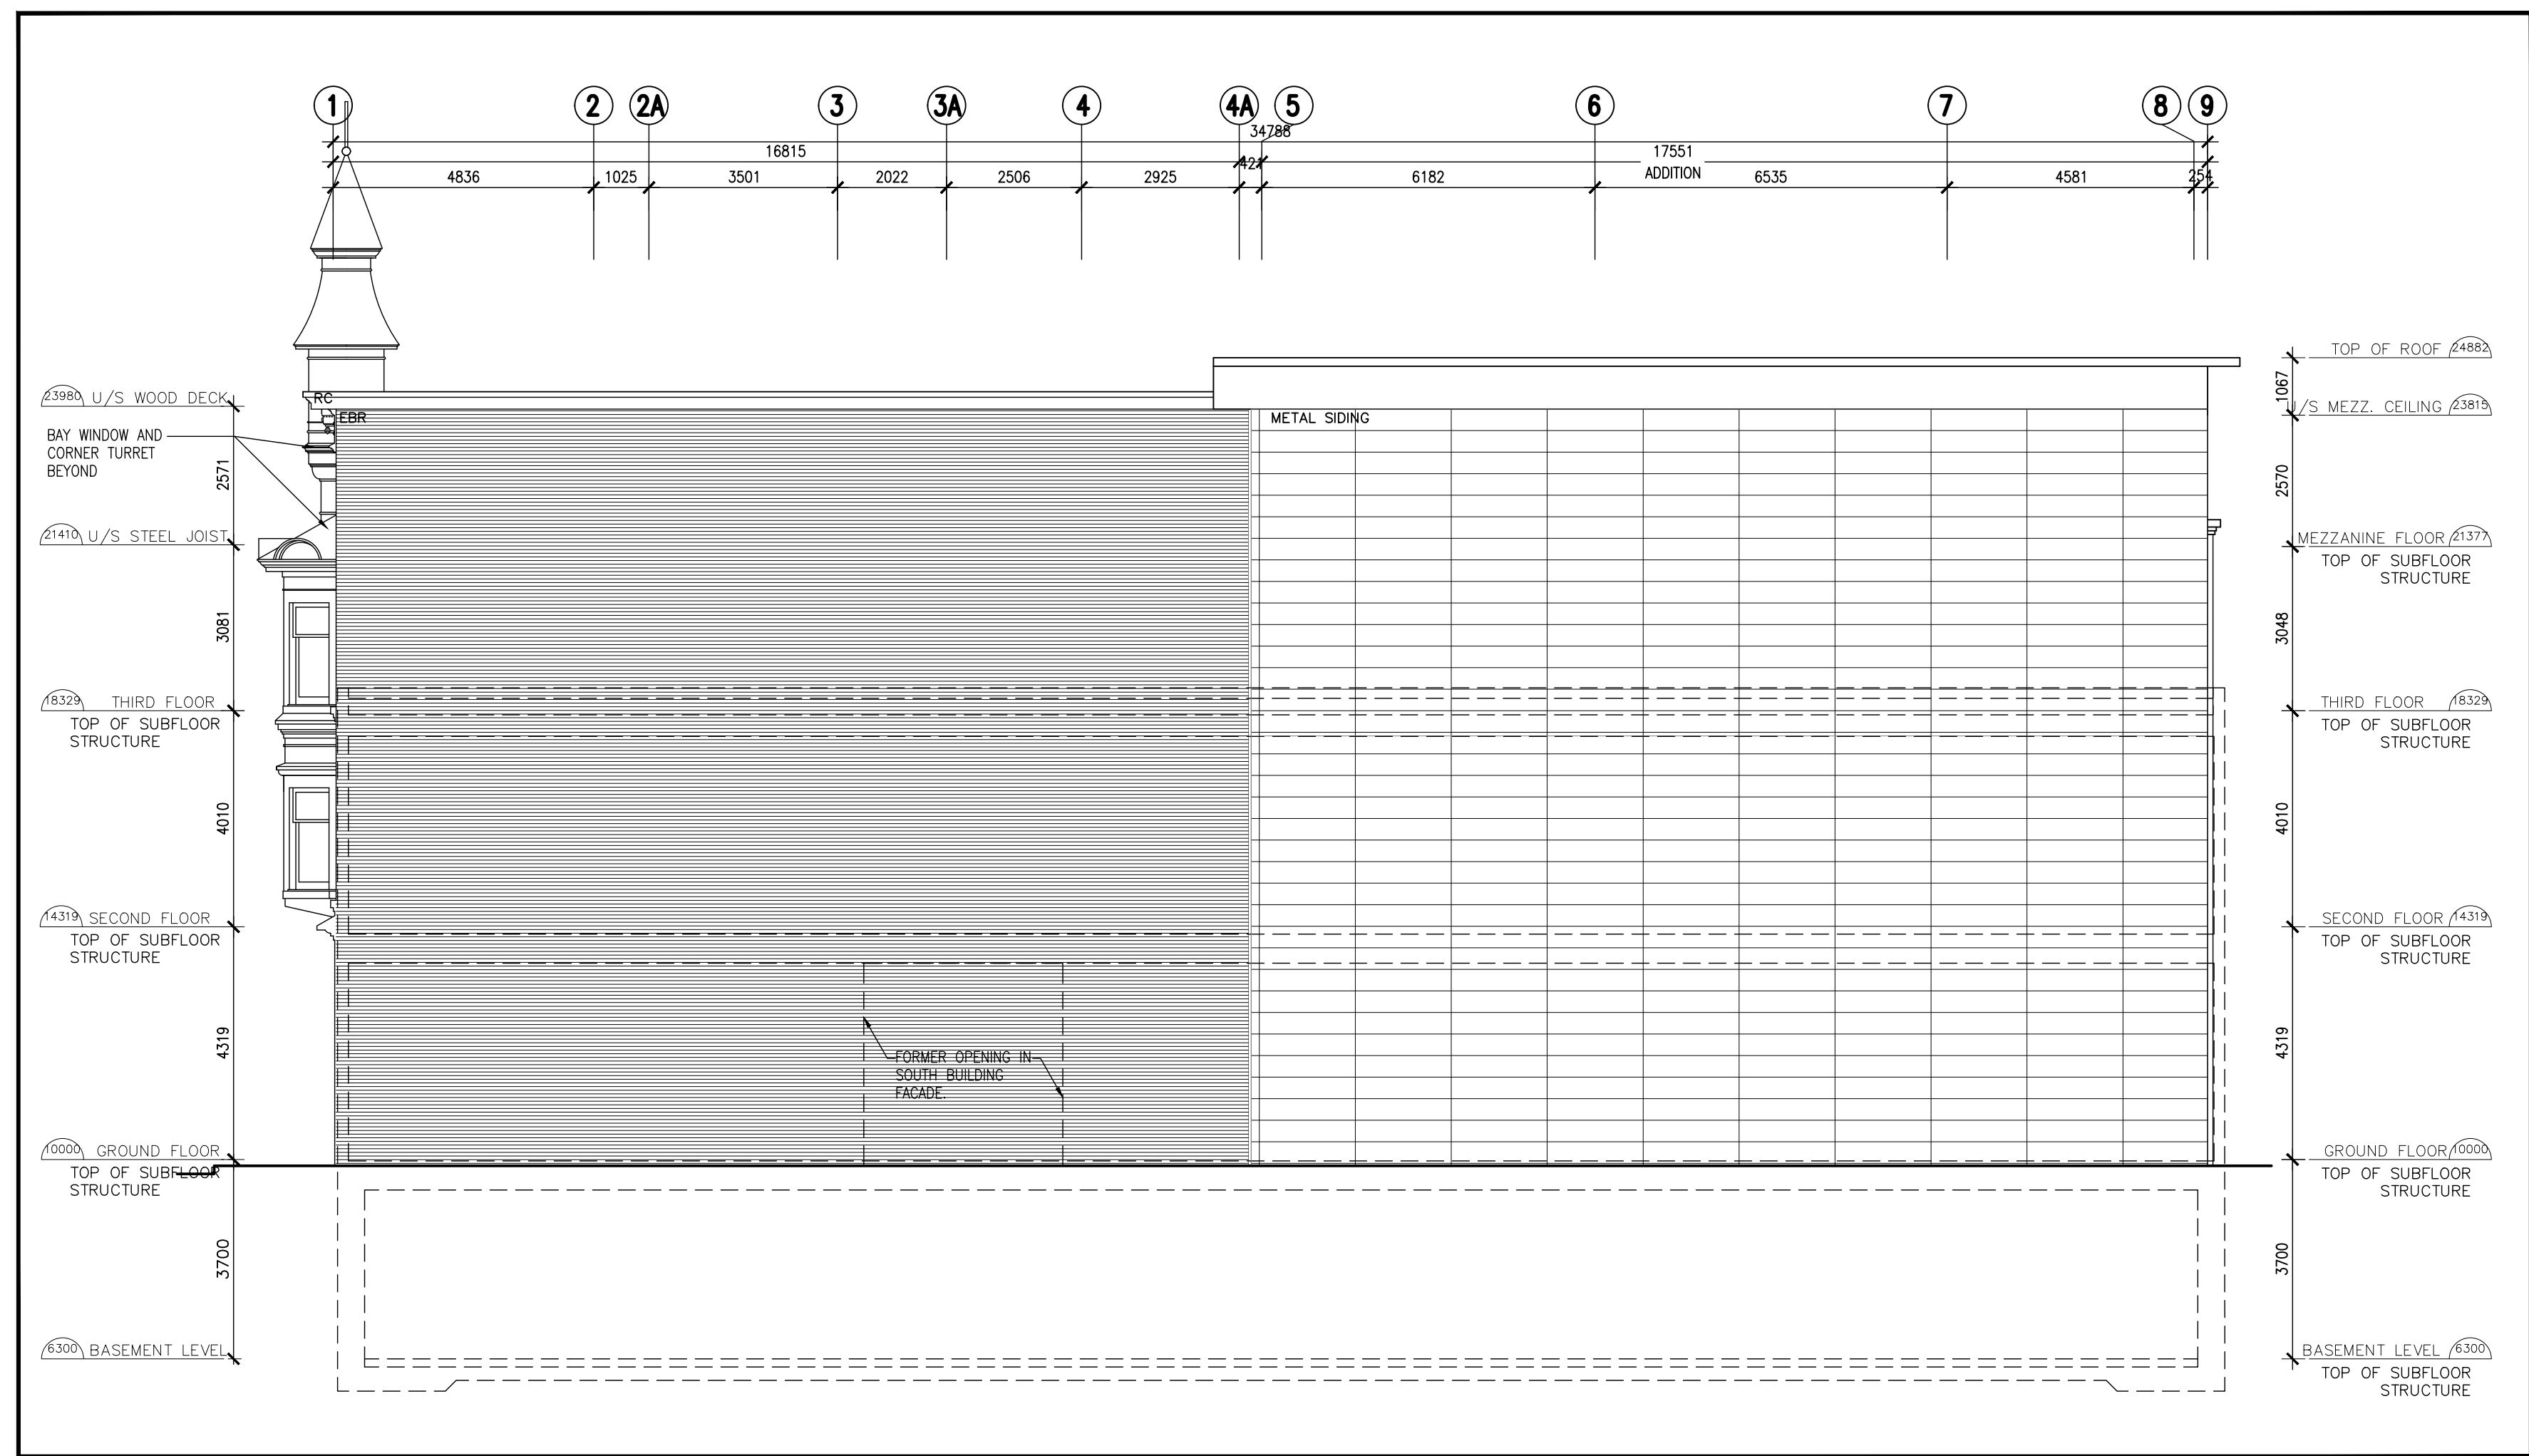 1 2 2A 3 3A 4 4A 5 6 7 8 9
34788
16815 421 17551
ADDITION
4836 1025 3501 2022 2506 2925 6182 6535 4581 254
TOP OF ROOF 24882
1067
23980 U/S WOOD DECK
RC
U/S MEZZ. CEILING 23815
EBR
METAL SIDING
BAY WINDOW AND
CORNER TURRET
BEYOND
2571
2570
21410 U/S STEEL JOIST
MEZZANINE FLOOR 21377
TOP OF SUBFLOOR
STRUCTURE
3081
3048
18329 THIRD FLOOR
TOP OF SUBFLOOR
STRUCTURE
THIRD FLOOR 18329
TOP OF SUBFLOOR
STRUCTURE
4010
4010
14319 SECOND FLOOR
TOP OF SUBFLOOR
STRUCTURE
SECOND FLOOR 14319
TOP OF SUBFLOOR
STRUCTURE
4319
4319
FORMER OPENING IN
SOUTH BUILDING
FACADE.
10000 GROUND FLOOR
TOP OF SUBFLOOR
STRUCTURE
GROUND FLOOR 10000
TOP OF SUBFLOOR
STRUCTURE
3700
3700
6300 BASEMENT LEVEL
BASEMENT LEVEL 6300
TOP OF SUBFLOOR
STRUCTURE